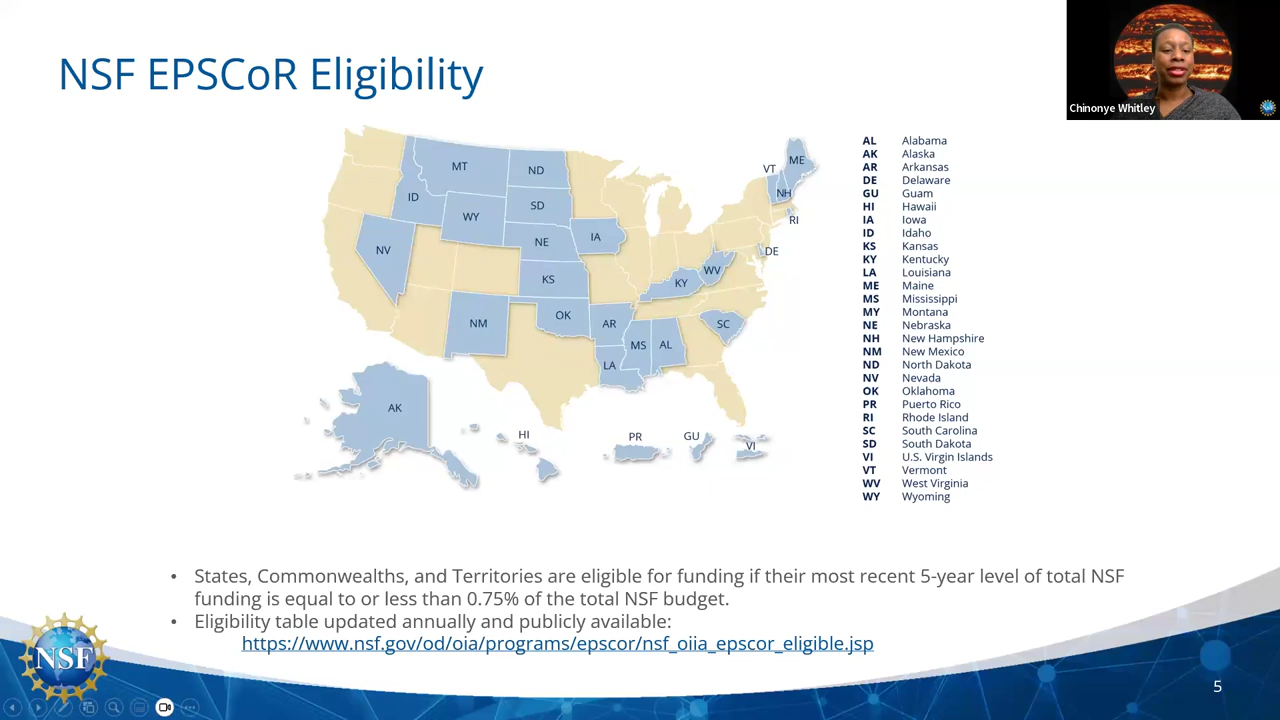 NSF EPSCoR Eligibility
Chinonye Whitley
MT
ND
ID
SD
WY
NV
NE
IA
KS
KY
WV
NM
OK
AR
SC
MS
AL
LA
VT
ME
NH
RI
DE
AK
HI
PR
GU
VI
AL Alabama
AK Alaska
AR Arkansas
DE Delaware
GU Guam
HI Hawaii
IA Iowa
ID Idaho
KS Kansas
KY Kentucky
LA Louisiana
ME Maine
MS Mississippi
MY Montana
NE Nebraska
NH New Hampshire
NM New Mexico
ND North Dakota
NV Nevada
OK Oklahoma
PR Puerto Rico
RI Rhode Island
SC South Carolina
SD South Dakota
VI U.S. Virgin Islands
VT Vermont
WV West Virginia
WY Wyoming
• States, Commonwealths, and Territories are eligible for funding if their most recent 5-year level of total NSF
funding is equal to or less than 0.75% of the total NSF budget.
• Eligibility table updated annually and publicly available:
https://www.nsf.gov/od/oia/programs/epscor/nsf_oiia_epscor_eligible.jsp
NSF
5